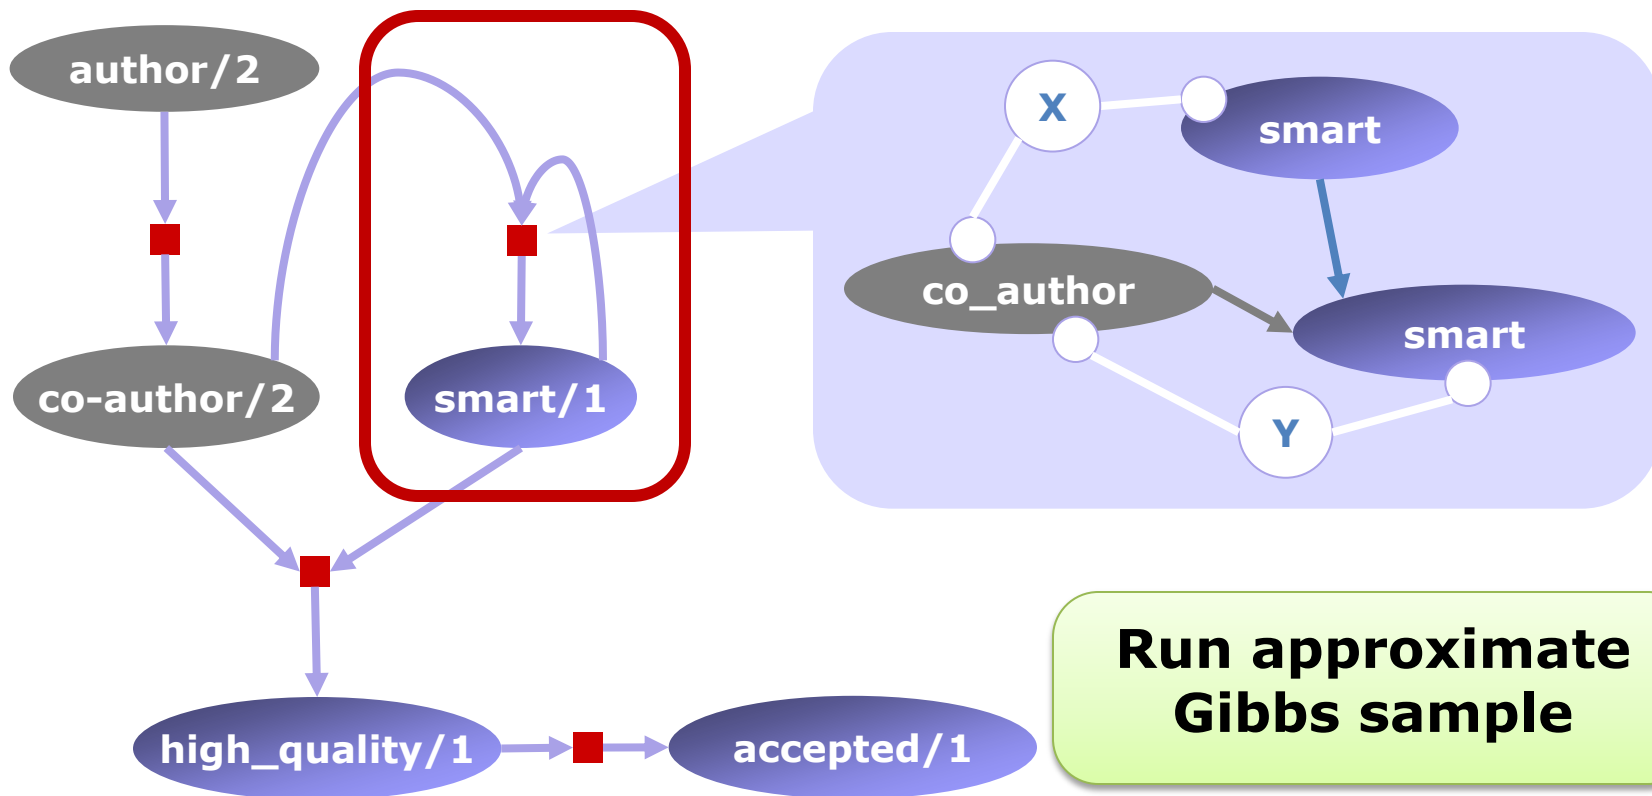 author/2
co-author/2
smart/1
high_quality/1
accepted/1
X
smart
co_author
smart
Y
Run approximate
Gibbs sample